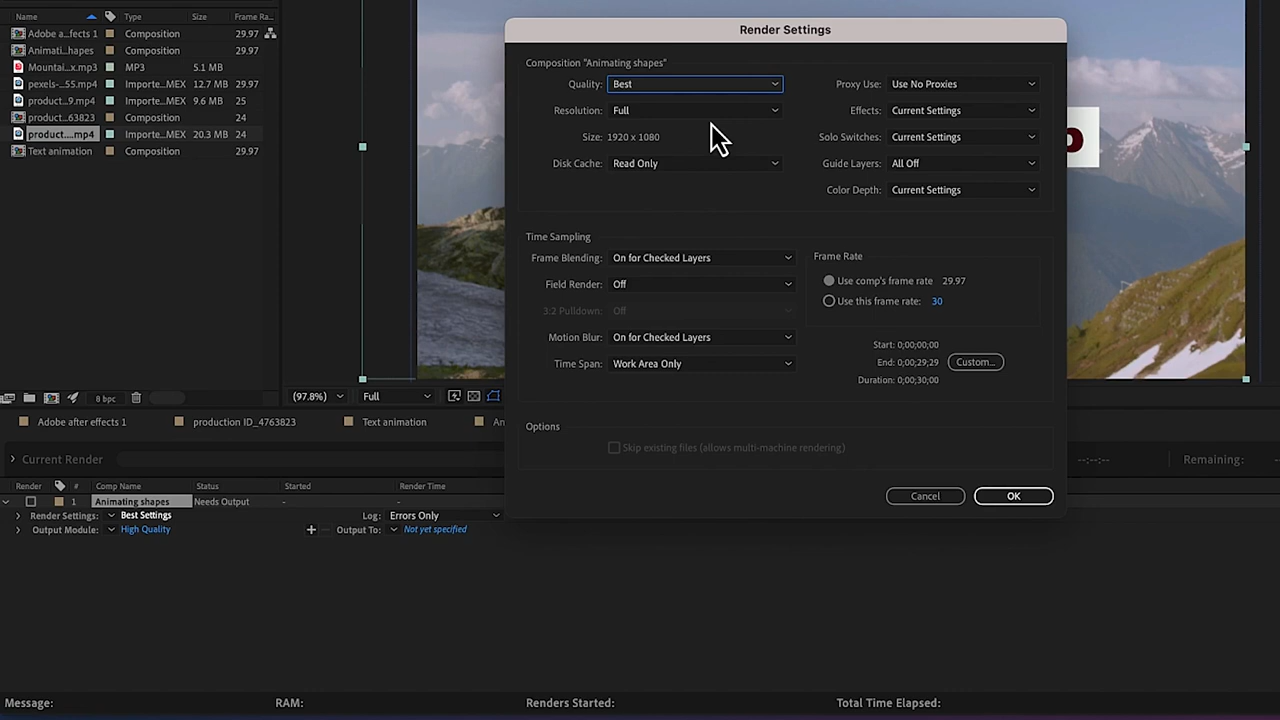 Name Type Size Frame Ra..
Adobe a...fects 1 Composition 29.97
Animati...hapes Composition 29.97
Mountai...x.mp3 MP3 5.1 MB
pexels-...55.mp4 Importe...MEX 12.7 MB 29.97
product...9.mp4 Importe...MEX 9.6 MB 25
product...63823 Composition 24
product....mp4 Importe...MEX 20.3 MB 24
Text animation Composition 29.97
8 bpc
(97.8%) Full
Render Settings
Composition "Animating shapes"
Quality: Best Proxy Use: Use No Proxies
Resolution: Full Effects: Current Settings
Size: 1920 x 1080 Solo Switches: Current Settings
Disk Cache: Read Only Guide Layers: All Off
Color Depth: Current Settings
Time Sampling
Frame Blending: On for Checked Layers
Field Render: Off
3:2 Pulldown: Off
Motion Blur: On for Checked Layers
Time Span: Work Area Only
Frame Rate
Use comp's frame rate 29.97
Use this frame rate: 30
Start: 0;00;00;00
End: 0;00;29;29 Custom...
Duration: 0;00;30;00
Options
Skip existing files (allows multi-machine rendering)
Cancel OK
Adobe after effects 1 production ID_4763823 Text animation An
Current Render --:--:-- Remaining:
Render # Comp Name Status Started Render Time
1 Animating shapes Needs Output - -
Render Settings: Best Settings Log: Errors Only
Output Module: High Quality Output To: Not yet specified
Message: RAM: Renders Started: Total Time Elapsed: